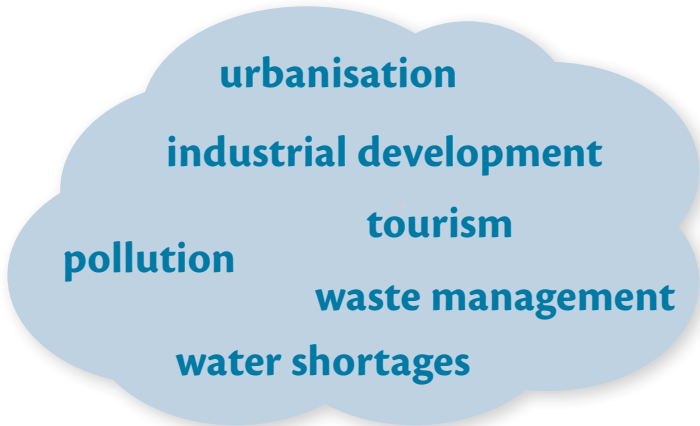 urbanisation
industrial development
tourism
pollution
waste management
water shortages